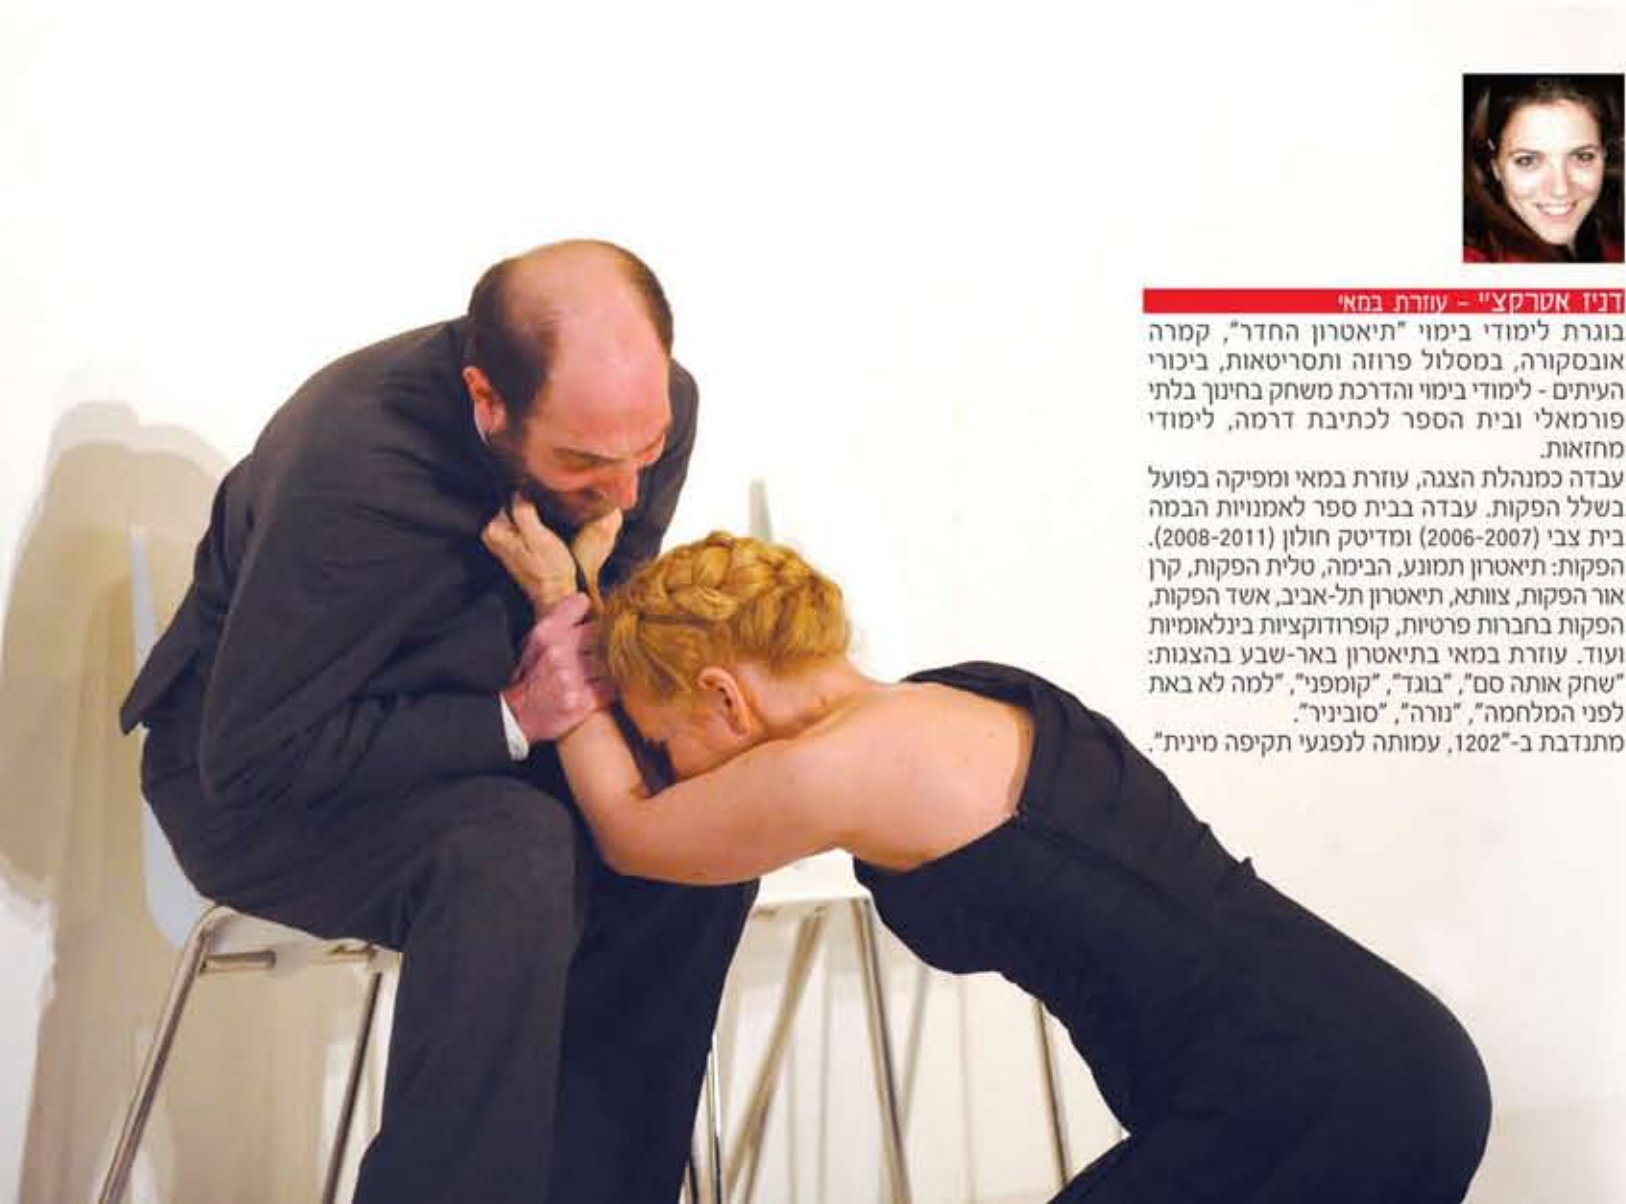 דניז אטרקצ'י - עוזרת במאי
בוגרת לימודי בימוי "תיאטרון החדר", קמרה
אובסקורה, במסלול פרוזה ותסריטאות, ביכורי
העיתים - לימודי בימוי והדרכת משחק בחינוך בלתי
פורמאלי ובית הספר לכתיבת דרמה, לימודי
מחזאות.
עבדה כמנהלת הצגה, עוזרת במאי ומפיקה בפועל
בשלל הפקות. עבדה בבית ספר לאמנויות הבמה
בית צבי (2006-2007) ומדיטק חולון (2008-2011).
הפקות: תיאטרון תמונע, הבימה, טלית הפקות, קרן
אור הפקות, צוותא, תיאטרון תל-אביב, אשד הפקות,
הפקות בחברות פרטיות, קופרודוקציות בינלאומיות
ועוד. עוזרת במאי בתיאטרון באר-שבע בהצגות:
"שחק אותה סם", "בוגד", "קומפני", "למה לא באת
לפני המלחמה", "נורה", "סוביניר".
מתנדבת ב-"1202, עמותה לנפגעי תקיפה מינית".